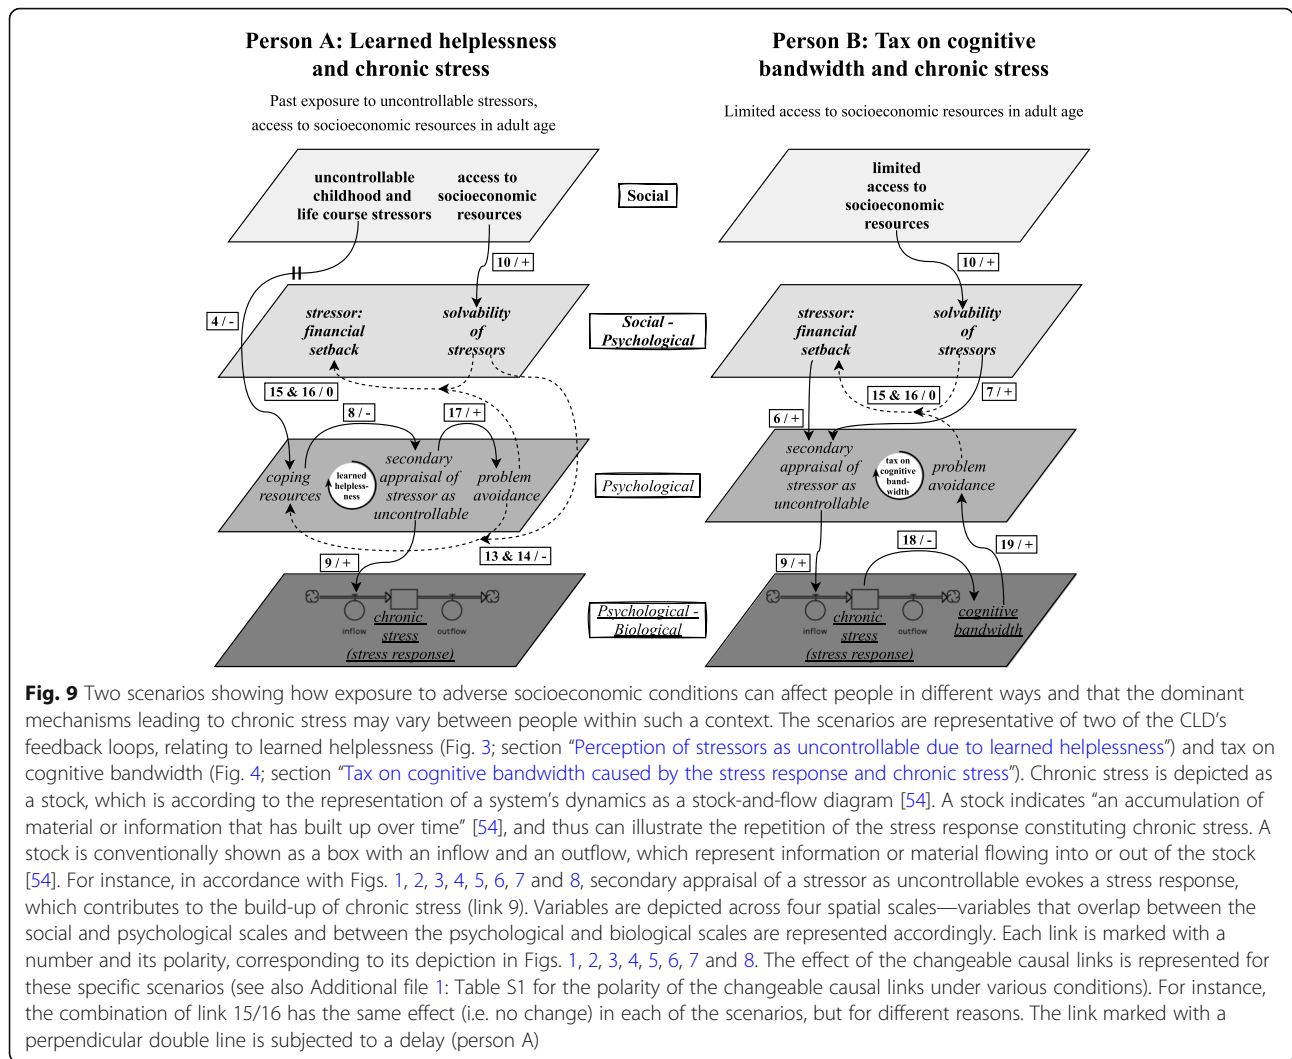 Person A: Learned helplessness
and chronic stress
Past exposure to uncontrollable stressors,
access to socioeconomic resources in adult age
uncontrollable
childhood and
life course stressors
access to
socioeconomic
resources
10 / +
4 / -
stressor:
financial
setback
solvability
of
stressors
15 & 16 / 0
8 / -
17 / +
coping
resources
learned
helpless-
ness
secondary
appraisal of
stressor as
uncontrollable
problem
avoidance
13 & 14 / -
9 / +
inflow
chronic
stress
(stress response)
outflow
Social
Social -
Psychological
Psychological
Psychological -
Biological
Person B: Tax on cognitive
bandwidth and chronic stress
Limited access to socioeconomic resources in adult age
limited
access to
socioeconomic
resources
10 / +
stressor:
financial
setback
solvability
of
stressors
15 & 16 / 0
7 / +
6 / +
secondary
appraisal of
stressor as
uncontrollable
tax on
cognitive
band-
width
problem
avoidance
18 / -
19 / +
9 / +
inflow
chronic
stress
(stress response)
outflow
cognitive
bandwidth
Fig. 9 Two scenarios showing how exposure to adverse socioeconomic conditions can affect people in different ways and that the dominant
mechanisms leading to chronic stress may vary between people within such a context. The scenarios are representative of two of the CLD's
feedback loops, relating to learned helplessness (Fig. 3; section "Perception of stressors as uncontrollable due to learned helplessness") and tax on
cognitive bandwidth (Fig. 4; section "Tax on cognitive bandwidth caused by the stress response and chronic stress"). Chronic stress is depicted as
a stock, which is according to the representation of a system's dynamics as a stock-and-flow diagram [54]. A stock indicates "an accumulation of
material or information that has built up over time" [54], and thus can illustrate the repetition of the stress response constituting chronic stress. A
stock is conventionally shown as a box with an inflow and an outflow, which represent information or material flowing into or out of the stock
[54]. For instance, in accordance with Figs. 1, 2, 3, 4, 5, 6, 7 and 8, secondary appraisal of a stressor as uncontrollable evokes a stress response,
which contributes to the build-up of chronic stress (link 9). Variables are depicted across four spatial scales—variables that overlap between the
social and psychological scales and between the psychological and biological scales are represented accordingly. Each link is marked with a
number and its polarity, corresponding to its depiction in Figs. 1, 2, 3, 4, 5, 6, 7 and 8. The effect of the changeable causal links is represented for
these specific scenarios (see also Additional file 1: Table S1 for the polarity of the changeable causal links under various conditions). For instance,
the combination of link 15/16 has the same effect (i.e. no change) in each of the scenarios, but for different reasons. The link marked with a
perpendicular double line is subjected to a delay (person A)